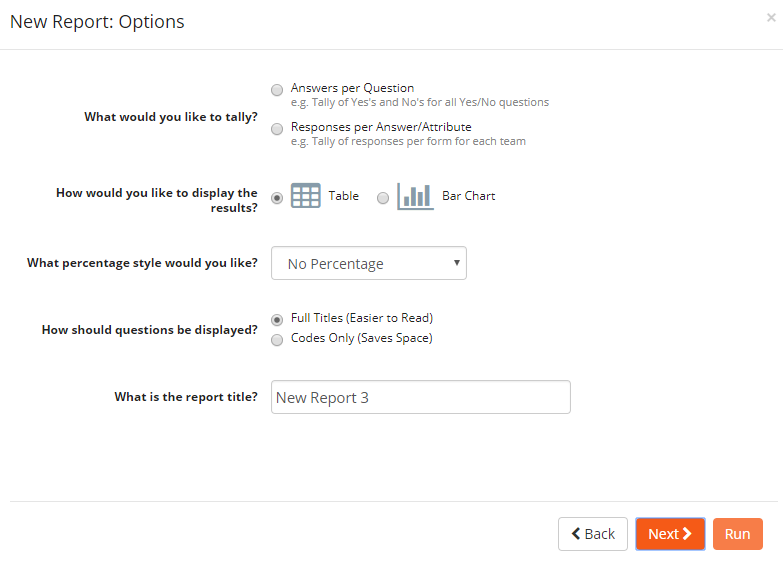 New Report: Options
×
What would you like to tally?
Answers per Question
e.g. Tally of Yes's and No's for all Yes/No questions
Responses per Answer/Attribute
e.g. Tally of responses per form for each team
How would you like to display the
results?
Table
Bar Chart
What percentage style would you like?
No Percentage
How should questions be displayed?
Full Titles (Easier to Read)
Codes Only (Saves Space)
What is the report title?
New Report 3
Back
Next
Run